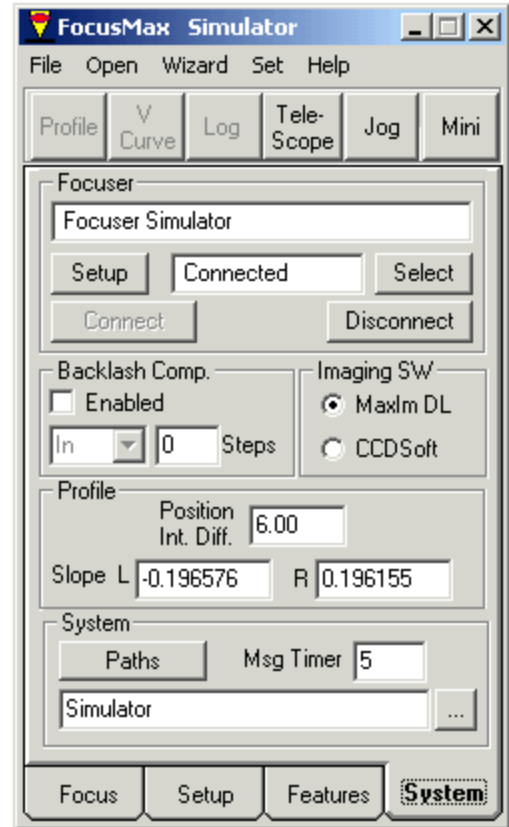 FocusMax Simulator
File Open Wizard Set Help
Profile V Curve Log Tele-Scope Jog Mini
Focuser
Focuser Simulator
Setup Connected Select
Connect Disconnect
Backlash Comp. Imaging SW
Enabled MaxIm DL
In 0 Steps CCDSoft
Profile
Position Int. Diff. 6.00
Slope L -0.196576 R 0.196155
System
Paths Msg Timer 5
Simulator ...
Focus Setup Features System